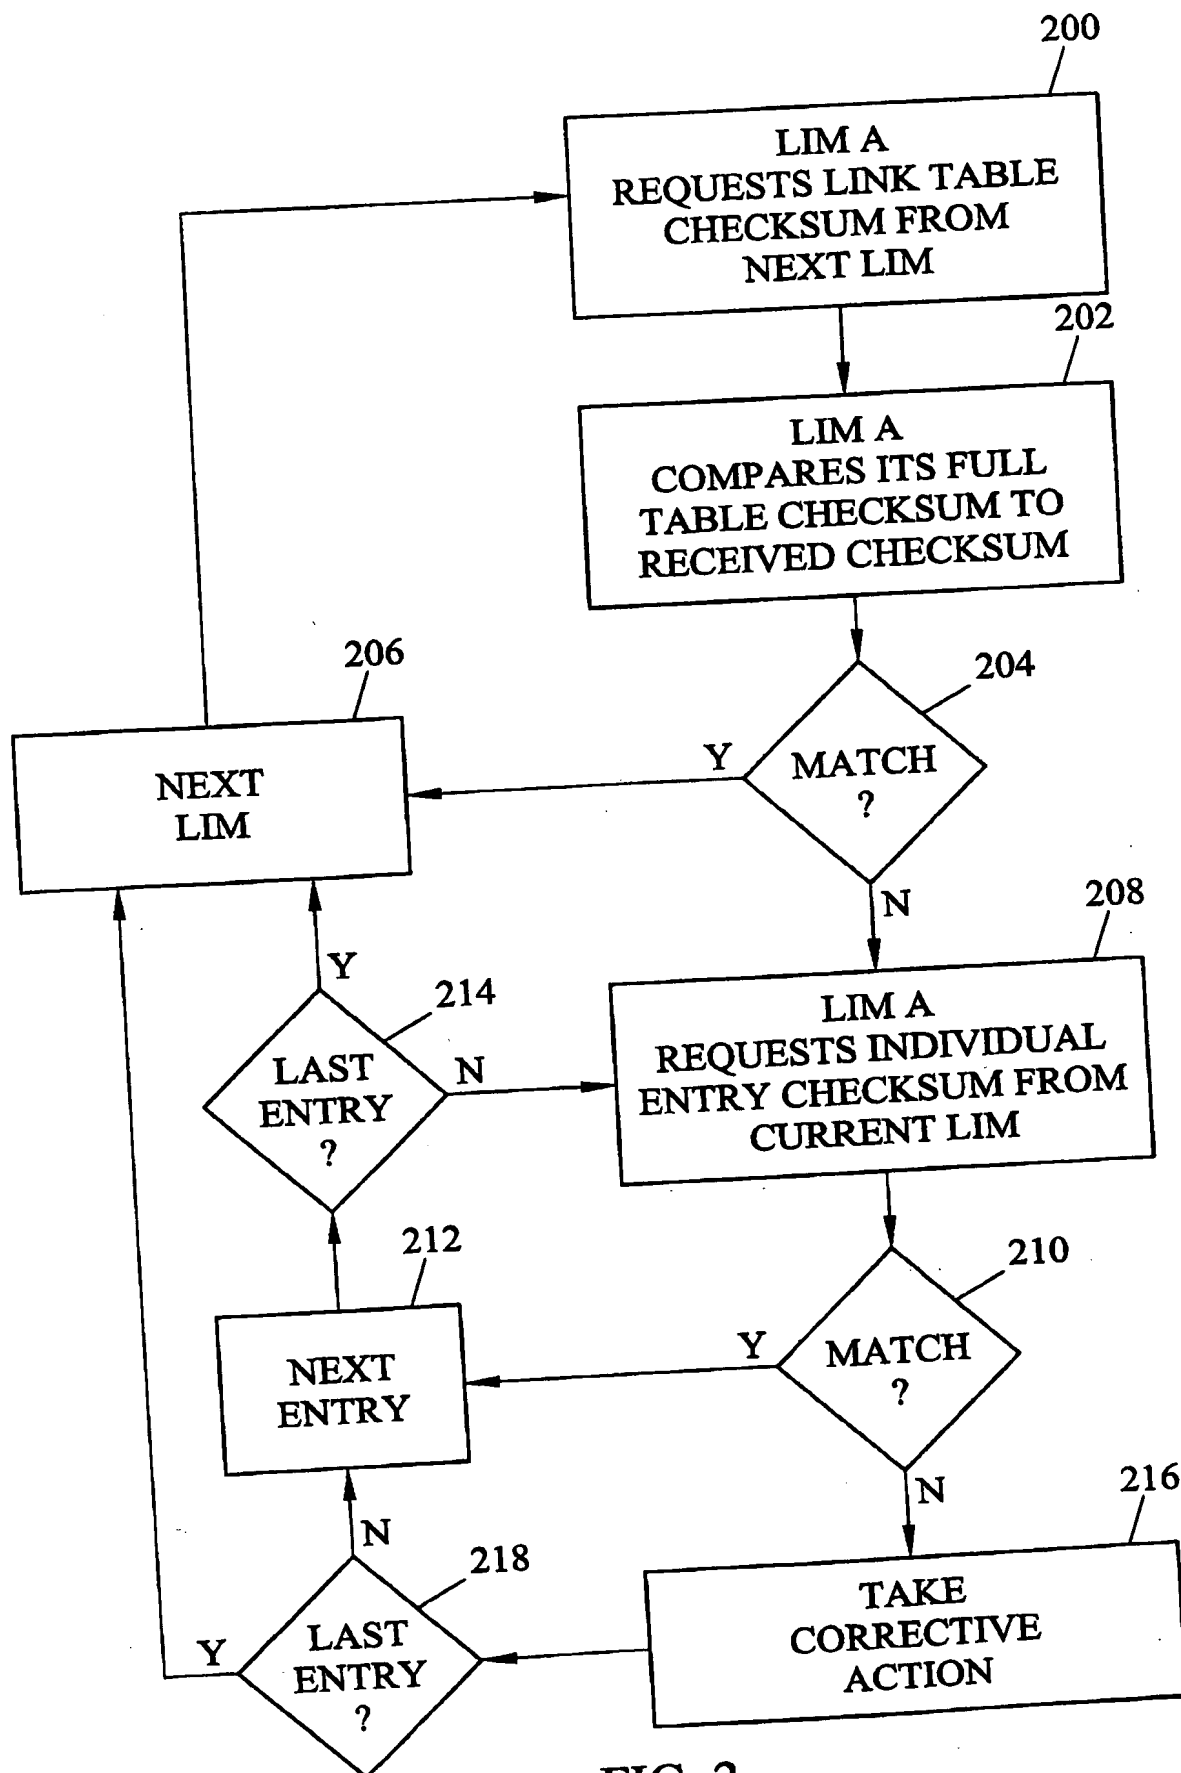 200
LIM A
REQUESTS LINK TABLE
CHECKSUM FROM
NEXT LIM
202
LIM A
COMPARES ITS FULL
TABLE CHECKSUM TO
RECEIVED CHECKSUM
206
204
NEXT
LIM
Y
MATCH
?
N
208
Y
214
LIM A
REQUESTS INDIVIDUAL
ENTRY CHECKSUM FROM
CURRENT LIM
LAST
ENTRY
?
N
212
210
NEXT
ENTRY
Y
MATCH
?
N
216
N
218
TAKE
CORRECTIVE
ACTION
Y
LAST
ENTRY
?